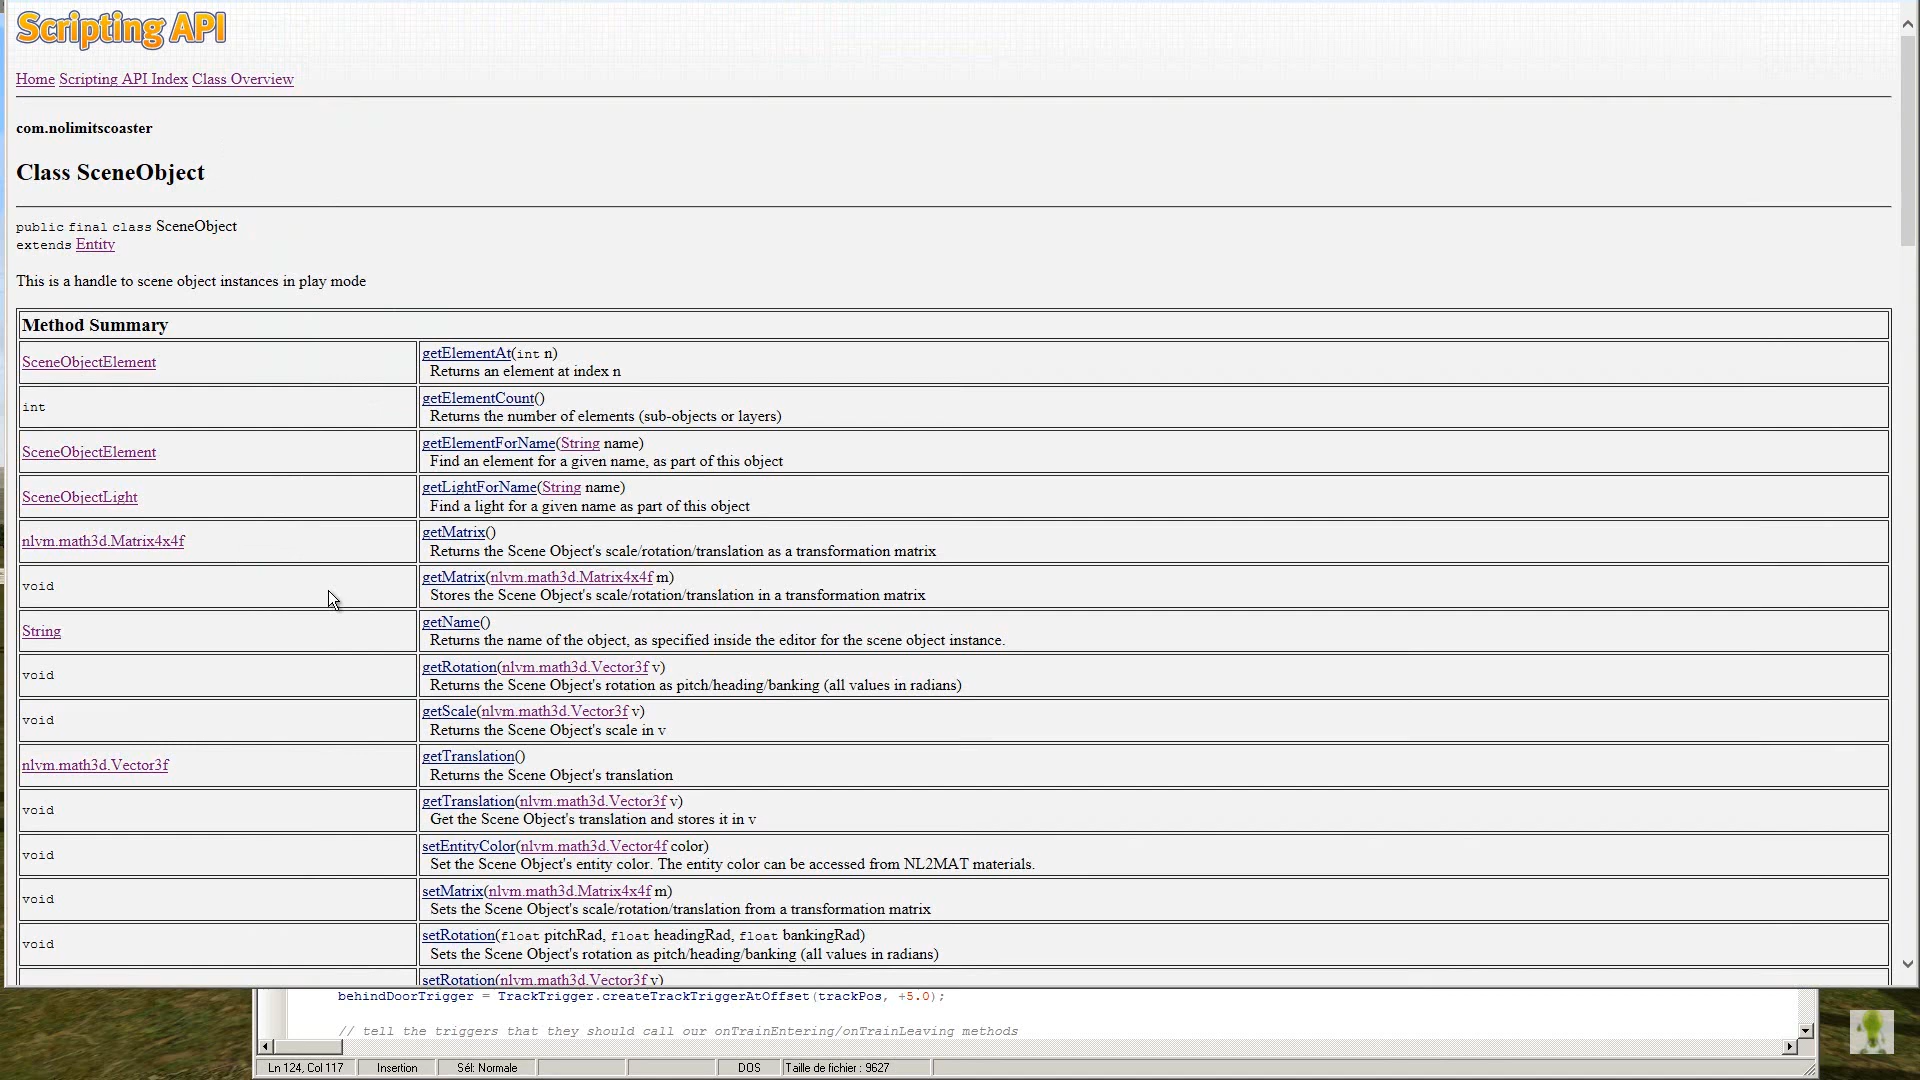 Scripting API
Home Scripting API Index Class Overview
com.nolimitscoaster
Class SceneObject
public final class SceneObject
extends Entity
This is a handle to scene object instances in play mode
Method Summary
SceneObjectElement
getElementAt(int n)
Returns an element at index n
int
getElementCount()
Returns the number of elements (sub-objects or layers)
SceneObjectElement
getElementForName(String name)
Find an element for a given name, as part of this object
SceneObjectLight
getLightForName(String name)
Find a light for a given name as part of this object
nlvm.math3d.Matrix4x4f
getMatrix()
Returns the Scene Object's scale/rotation/translation as a transformation matrix
void
getMatrix(nlvm.math3d.Matrix4x4f m)
Stores the Scene Object's scale/rotation/translation in a transformation matrix
String
getName()
Returns the name of the object, as specified inside the editor for the scene object instance.
void
getRotation(nlvm.math3d.Vector3f v)
Returns the Scene Object's rotation as pitch/heading/banking (all values in radians)
void
getScale(nlvm.math3d.Vector3f v)
Returns the Scene Object's scale in v
nlvm.math3d.Vector3f
getTranslation()
Returns the Scene Object's translation
void
getTranslation(nlvm.math3d.Vector3f v)
Get the Scene Object's translation and stores it in v
void
setEntityColor(nlvm.math3d.Vector4f color)
Set the Scene Object's entity color. The entity color can be accessed from NL2MAT materials.
void
setMatrix(nlvm.math3d.Matrix4x4f m)
Sets the Scene Object's scale/rotation/translation from a transformation matrix
void
setRotation(float pitchRad, float headingRad, float bankingRad)
Sets the Scene Object's rotation as pitch/heading/banking (all values in radians)
setRotation(nlvm.math3d.Vector3f v)
behindDoorTrigger = TrackTrigger.createTrackTriggerAtOffset(trackPos, +5.0);
// tell the triggers that they should call our onTrainEntering/onTrainLeaving methods
Ln 124, Col 117 Insertion Sél: Normale DOS Taille de fichier : 9627